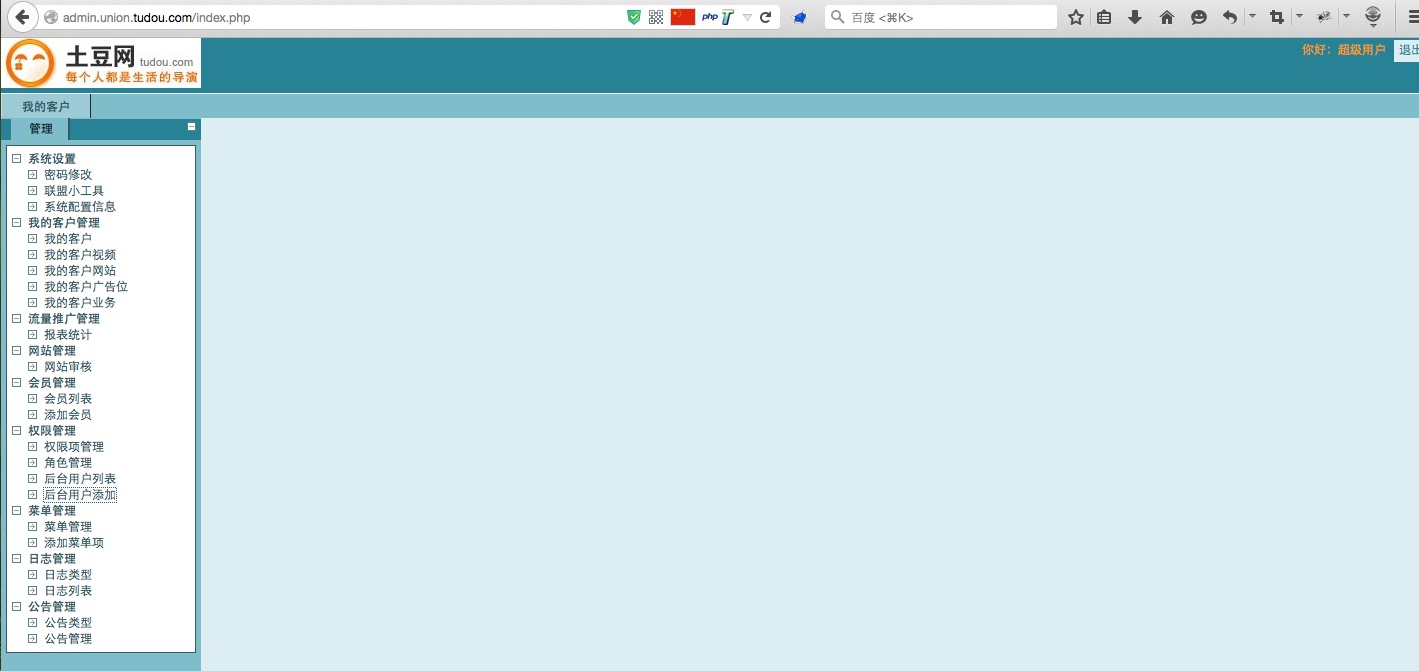 admin.union.tudou.com/index.php
php
百度 <⌘K>
土豆网 tudou.com
每个人都是生活的导演
你好：超级用户
退出
我的客户
管理
系统设置
密码修改
联盟小工具
系统配置信息
我的客户管理
我的客户
我的客户视频
我的客户网站
我的客户广告位
我的客户业务
流量推广管理
报表统计
网站管理
网站审核
会员管理
会员列表
添加会员
权限管理
权限项管理
角色管理
后台用户列表
后台用户添加
菜单管理
菜单管理
添加菜单项
日志管理
日志类型
日志列表
公告管理
公告类型
公告管理